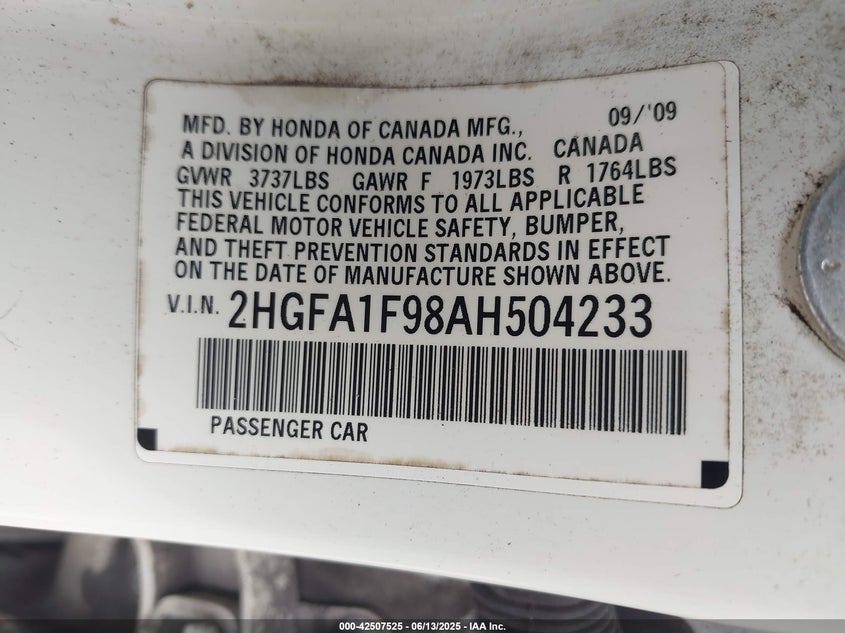 MFD. BY HONDA OF CANADA MFG., 09/'09
A DIVISION OF HONDA CANADA INC. CANADA
GVWR 3737LBS GAWR F 1973LBS R 1764LBS
THIS VEHICLE CONFORMS TO ALL APPLICABLE
FEDERAL MOTOR VEHICLE SAFETY, BUMPER,
AND THEFT PREVENTION STANDARDS IN EFFECT
ON THE DATE OF MANUFACTURE SHOWN ABOVE.
V.I.N. 2HGFA1F98AH504233
PASSENGER CAR
000-42507525 - 06/13/2025 - IAA Inc.